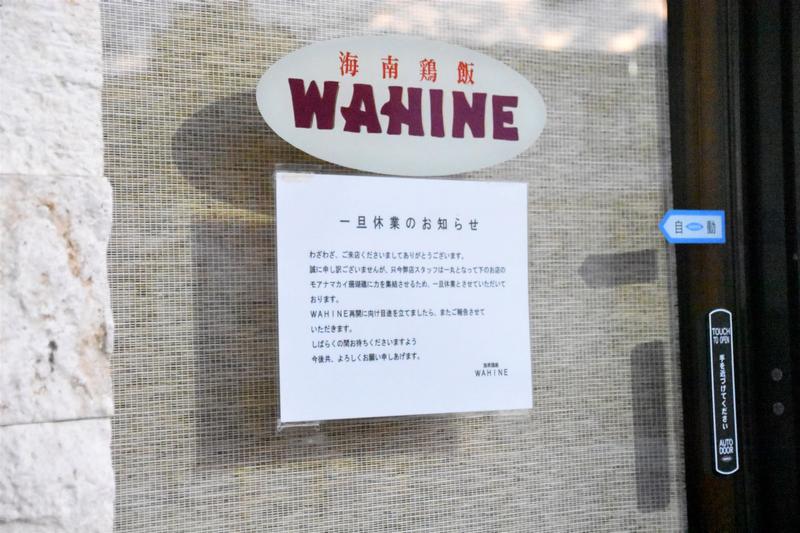 海南鶏飯
WAHINE
一旦休業のお知らせ
わざわざ、ご来店くださいましてありがとうございます。
誠に申し訳ございませんが、只今弊店スタッフは一丸となって下のお店の
モアナマカイ珊瑚礁に力を集結させるため、一旦休業とさせていただいて
おります。
WAHINE再開に向け目途を立てましたら、またご報告させて
いただきます。
しばらくの間お待ちくださいますよう
今後共、よろしくお願い申しあげます。
海南鶏飯
WAHINE
自動
TOUCH
TO OPEN
手を近づけてください
AUTO
DOOR